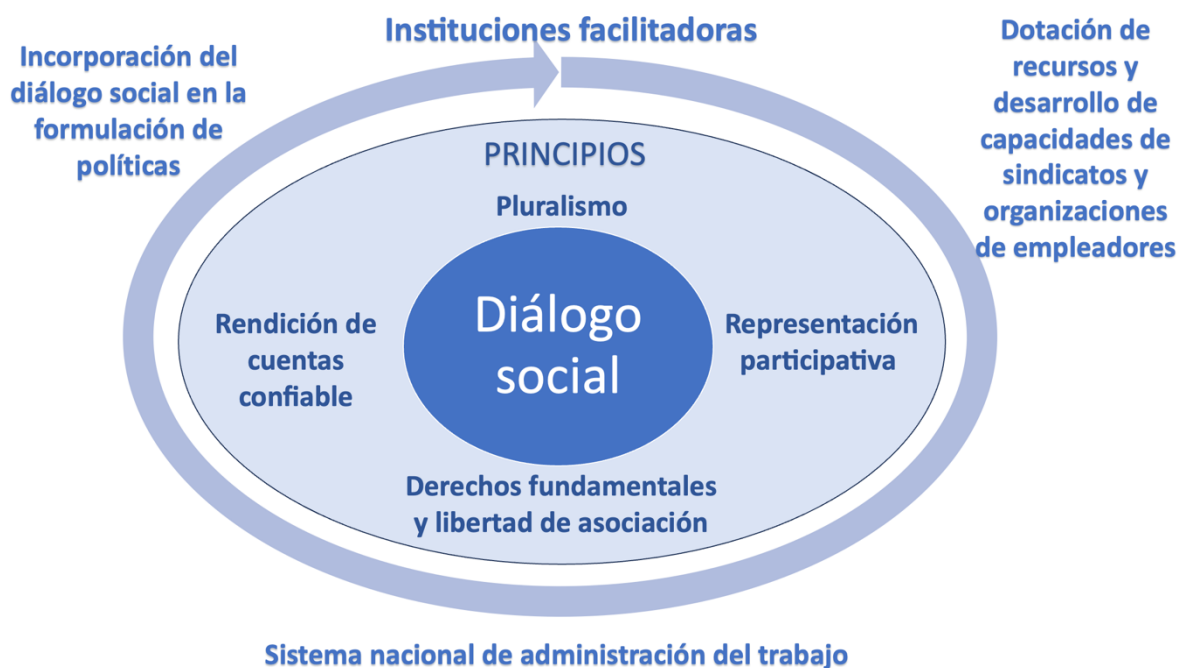 Instituciones facilitadoras
Incorporación del
diálogo social en la
formulación de
políticas
Dotación de
recursos y
desarrollo de
capacidades de
sindicatos y
organizaciones
de empleadores
PRINCIPIOS
Pluralismo
Rendición de
cuentas
confiable
Diálogo
social
Representación
participativa
Derechos fundamentales
y libertad de asociación
Sistema nacional de administración del trabajo